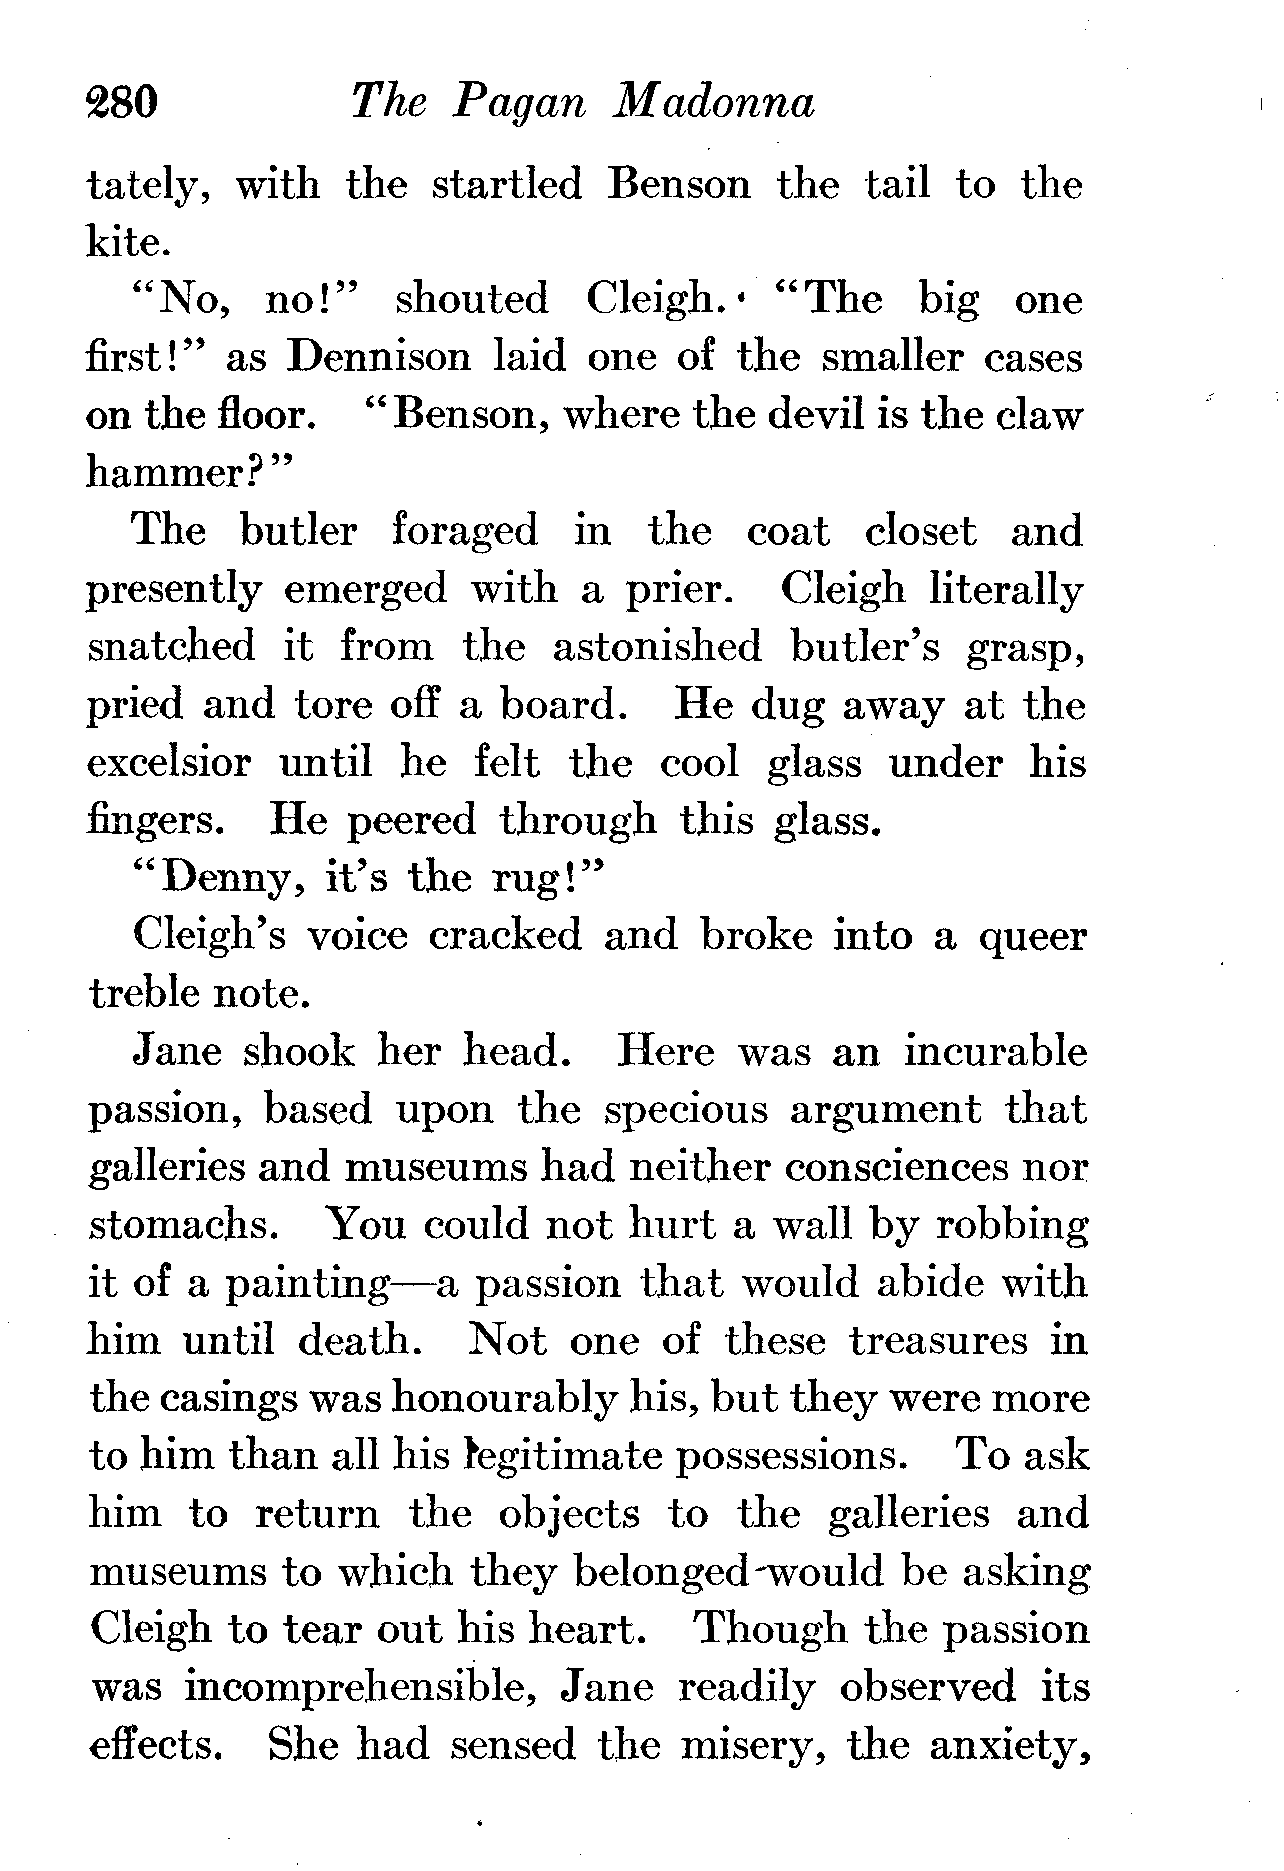 280 The Pagan Madonna
tately, with the startled Benson the tail to the
kite.
“No, no!” shouted Cleigh. “The big one
first!” as Dennison laid one of the smaller cases
on the floor. “Benson, where the devil is the claw
hammer?”
The butler foraged in the coat closet and
presently emerged with a prier. Cleigh literally
snatched it from the astonished butler’s grasp,
pried and tore off a board. He dug away at the
excelsior until he felt the cool glass under his
fingers. He peered through this glass.
“Denny, it’s the rug!”
Cleigh’s voice cracked and broke into a queer
treble note.
Jane shook her head. Here was an incurable
passion, based upon the specious argument that
galleries and museums had neither consciences nor
stomachs. You could not hurt a wall by robbing
it of a painting—a passion that would abide with
him until death. Not one of these treasures in
the casings was honourably his, but they were more
to him than all his legitimate possessions. To ask
him to return the objects to the galleries and
museums to which they belonged would be asking
Cleigh to tear out his heart. Though the passion
was incomprehensible, Jane readily observed its
effects. She had sensed the misery, the anxiety,